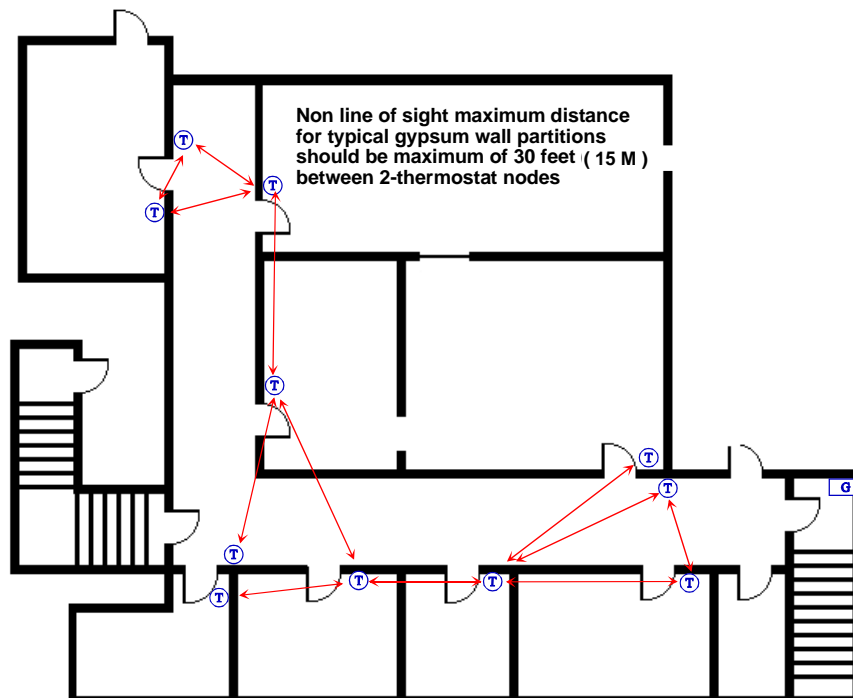 Non line of sight maximum distance
for typical gypsum wall partitions
should be maximum of 30 feet ( 15 M )
between 2-thermostat nodes
T
T
T
T
T
T
G
T
T
T
T
T